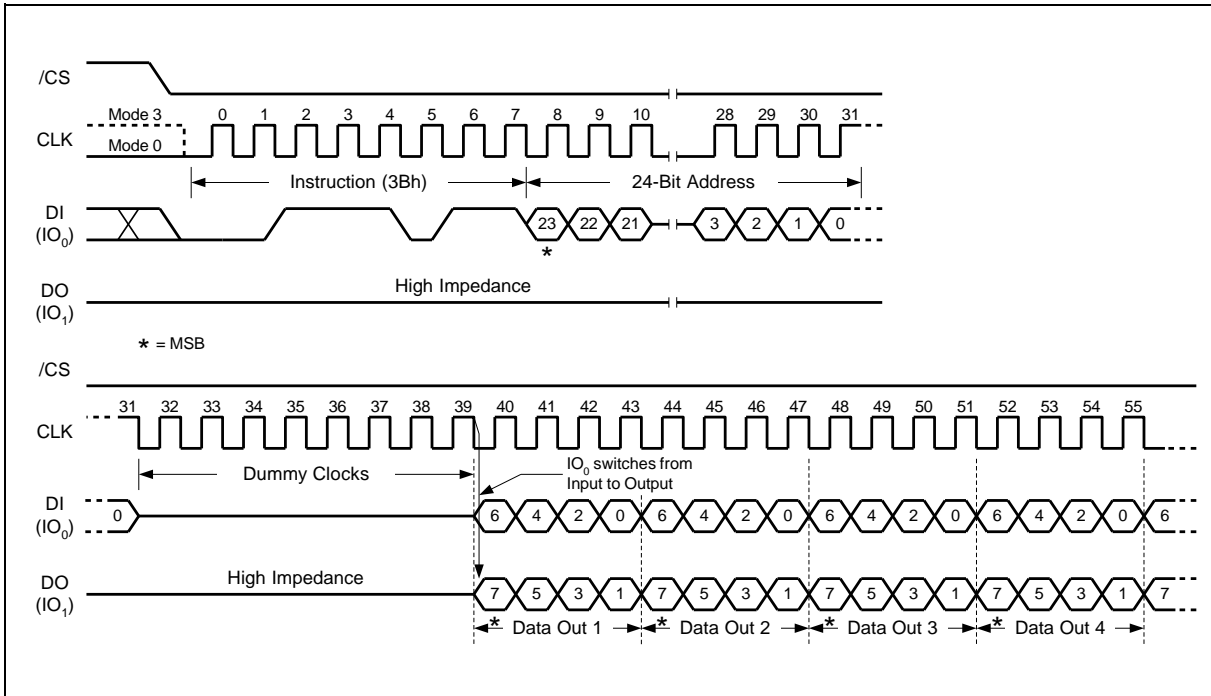 /CS
Mode 3 0 1 2 3 4 5 6 7 8 9 10 28 29 30 31
CLK
Mode 0
Instruction (3Bh) 24-Bit Address
DI
(IO0) 23 22 21 3 2 1 0
*
High Impedance
DO
(IO1)
* = MSB
/CS
31 32 33 34 35 36 37 38 39 40 41 42 43 44 45 46 47 48 49 50 51 52 53 54 55
CLK
Dummy Clocks
IO0 switches from
Input to Output
DI
(IO0) 0 6 4 2 0 6 4 2 0 6 4 2 0 6 4 2 0 6
High Impedance
DO
(IO1) 7 5 3 1 7 5 3 1 7 5 3 1 7 5 3 1 7
* Data Out 1 * Data Out 2 * Data Out 3 * Data Out 4